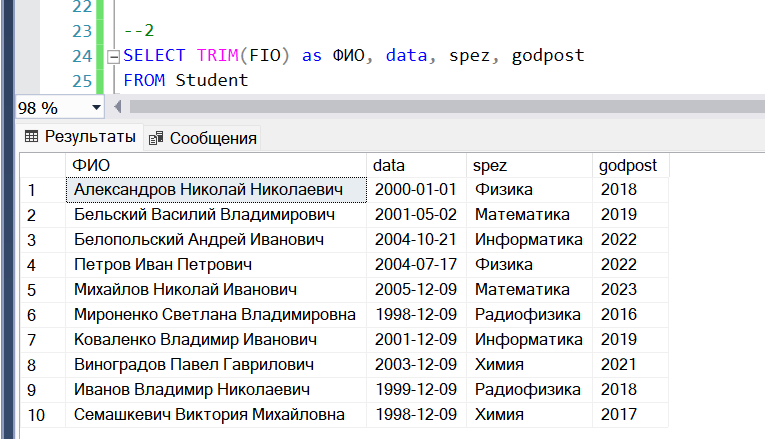 22
23 --2
24 SELECT TRIM(FIO) as ФИО, data, spez, godpost
25 FROM Student
98 %
Результаты Сообщения
ФИО data spez godpost
1 Александров Николай Николаевич 2000-01-01 Физика 2018
2 Бельский Василий Владимирович 2001-05-02 Математика 2019
3 Белопольский Андрей Иванович 2004-10-21 Информатика 2022
4 Петров Иван Петрович 2004-07-17 Физика 2022
5 Михайлов Николай Иванович 2005-12-09 Математика 2023
6 Мироненко Светлана Владимировна 1998-12-09 Радиофизика 2016
7 Коваленко Владимир Иванович 2001-12-09 Информатика 2019
8 Виноградов Павел Гаврилович 2003-12-09 Химия 2021
9 Иванов Владимир Николаевич 1999-12-09 Радиофизика 2018
10 Семашкевич Виктория Михайловна 1998-12-09 Химия 2017